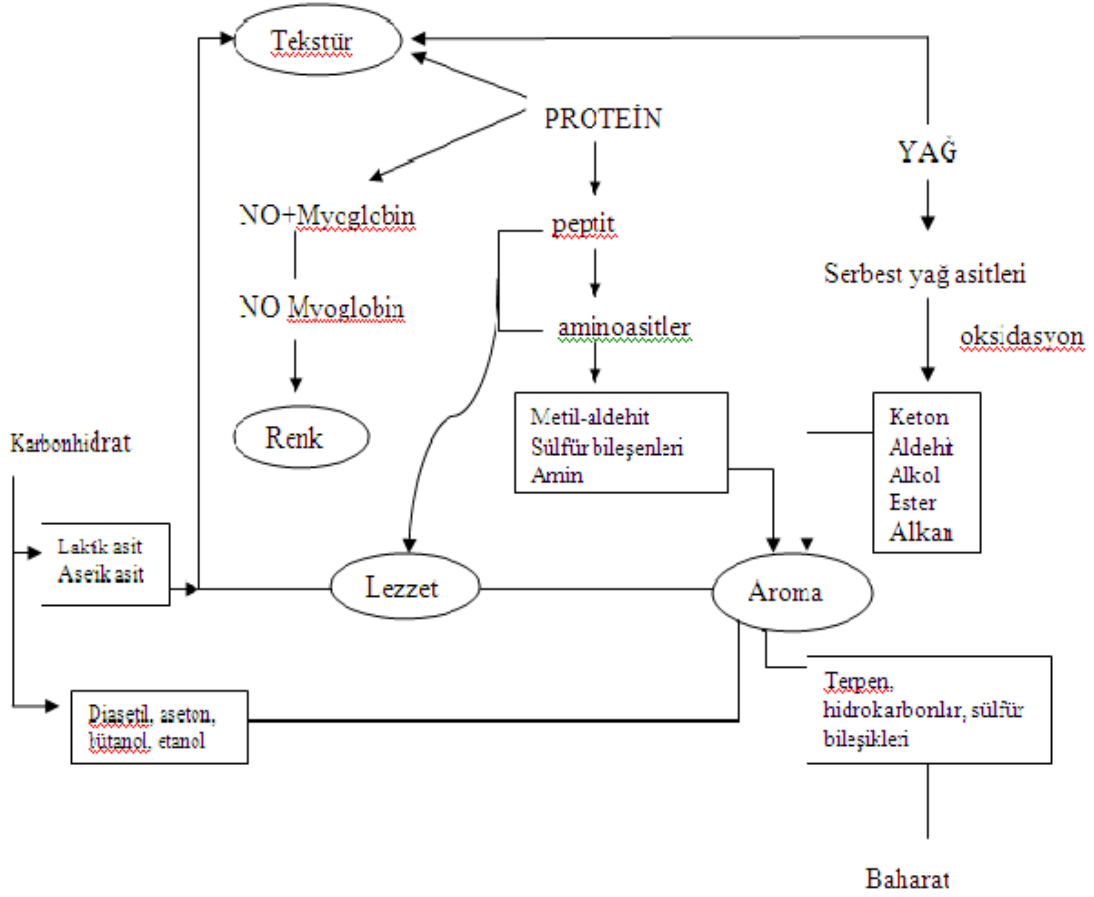 Tekstür
PROTEİN
YAĞ
NO+Myoglobin
peptit
Serbest yağ asitleri
NO Myoglobin
aminoasitler
oksidasyon
Metil-aldehit
Sülfür bileşenleri
Amin
Keton
Aldehit
Alkol
Ester
Alkan
Renk
Karbonhidrat
Laktik asit
Aseik asit
Lezzet
Aroma
Terpen,
hidrokarbonlar, sülfür
bileşikleri
Diasetil, aseton,
bütanol, etanol
Baharat